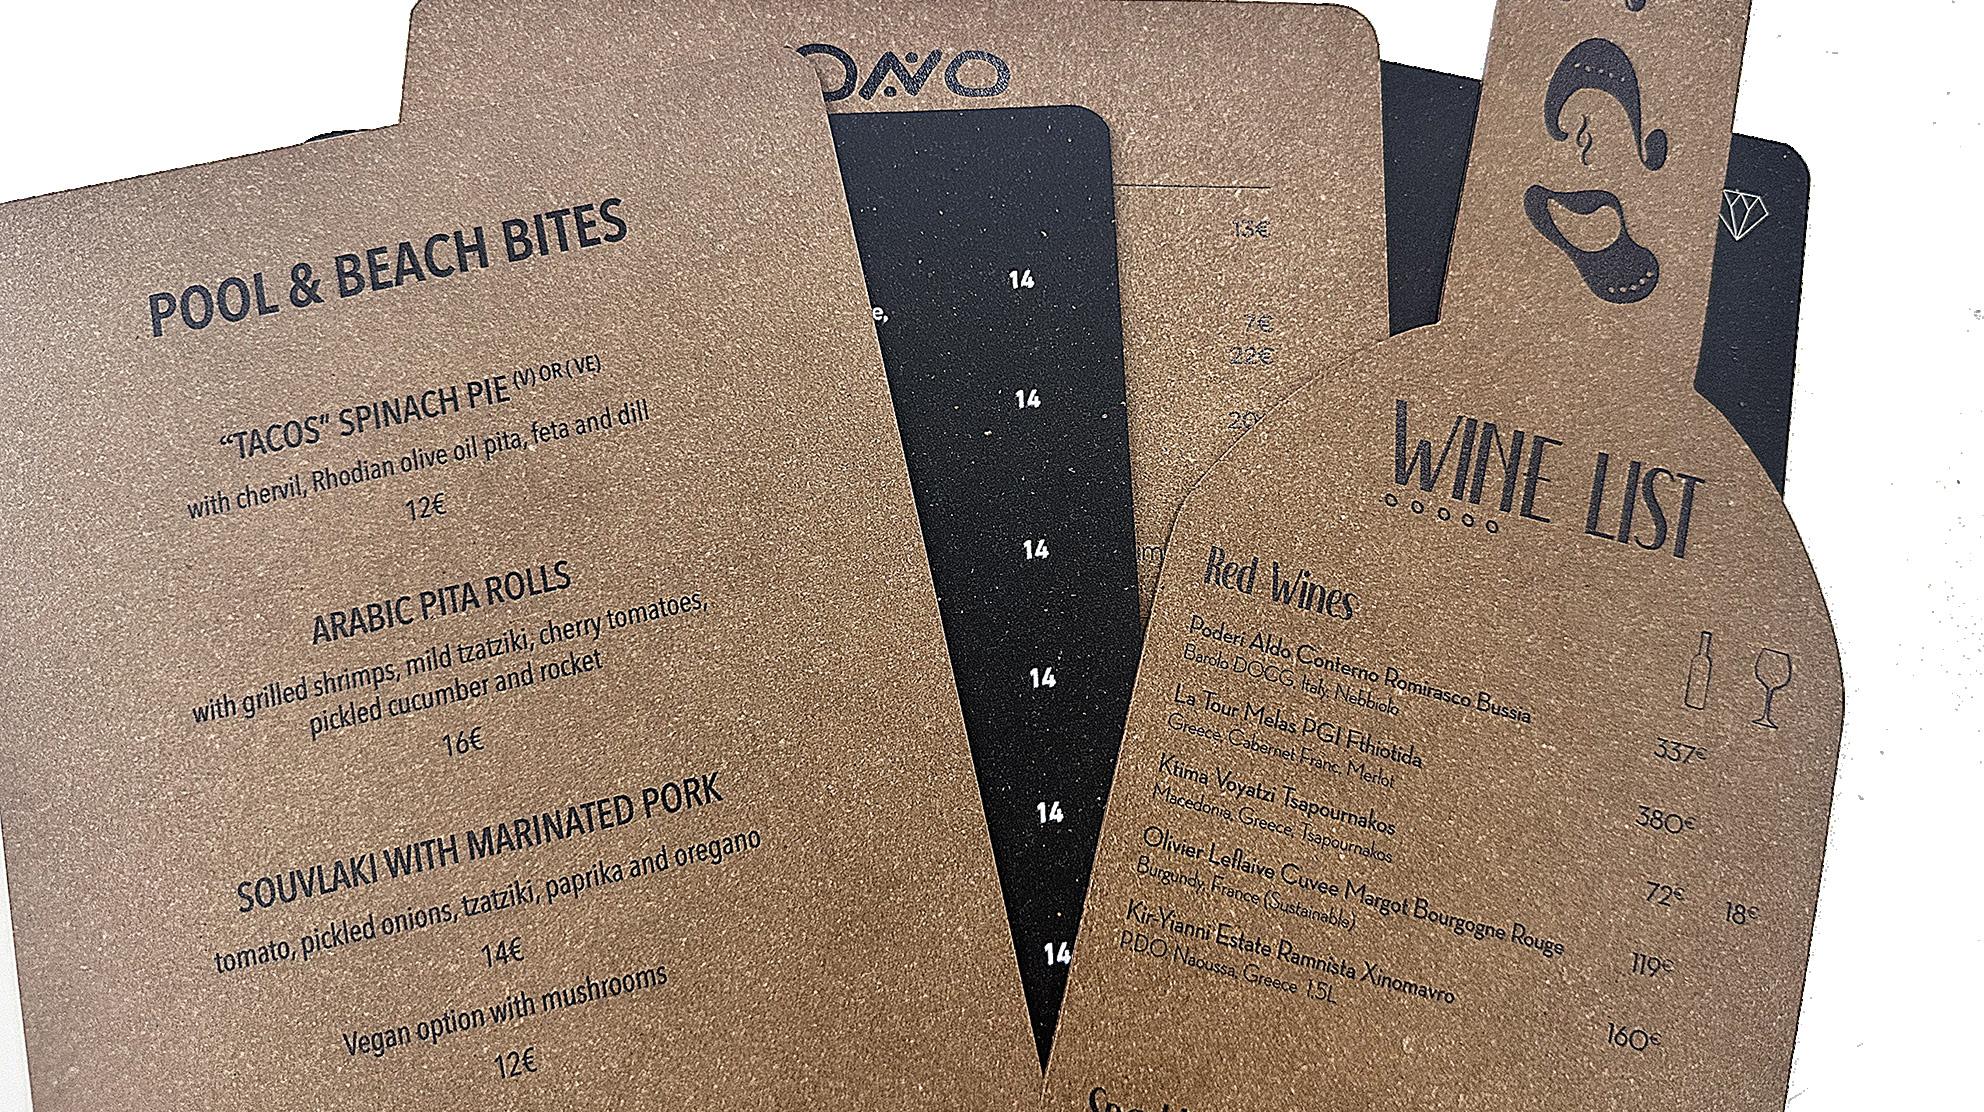 POOL & BEACH BITES
"TACOS" SPINACH PIE (V) OR ( VE)
with chervil, Rhodian olive oil pita, feta and dill
12€
ARABIC PITA ROLLS
with grilled shrimps, mild tzatziki, cherry tomatoes,
pickled cucumber and rocket
16€
SOUVLAKI WITH MARINATED PORK
tomato, pickled onions, tzatziki, paprika and oregano
14€
Vegan option with mushrooms
12€
e,
14
14
14
14
14
14
13€
7€
22€
WINE LIST
Red Wines
Poderi Aldo Conterno Romirasco Bussia
Barolo DOCG, Italy, Nebbiolo
337€
La Tour Melas PGI Fthiotida
Greece, Cabernet Franc, Merlot
380€
Ktima Voyatzi Tsapournakos
Macedonia, Greece, Tsapournakos
72€ 18€
Olivier Leflaive Cuvee Margot Bourgogne Rouge
Burgundy, France (Sustainable)
119€
Kir-Yianni Estate Ramnista Xinomavro
P.D.O. Naoussa, Greece 1.5L
160€